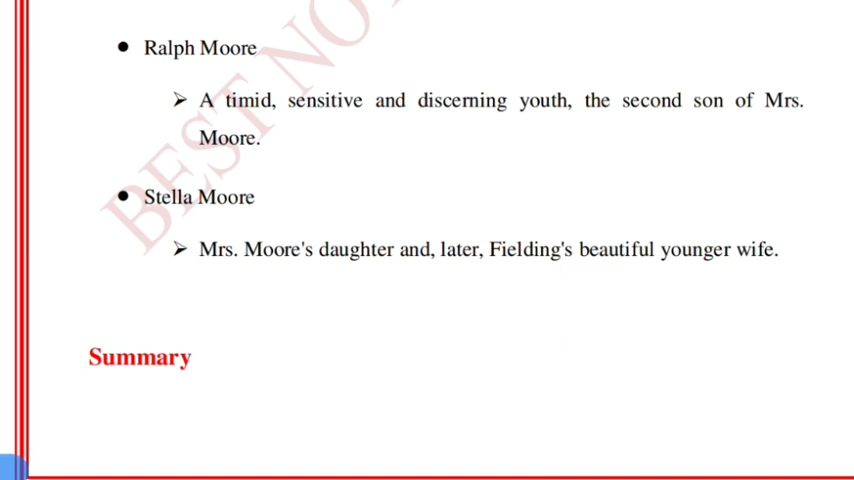 BEST NO
● Ralph Moore
➢ A timid, sensitive and discerning youth, the second son of Mrs.
Moore.
● Stella Moore
➢ Mrs. Moore's daughter and, later, Fielding's beautiful younger wife.
Summary